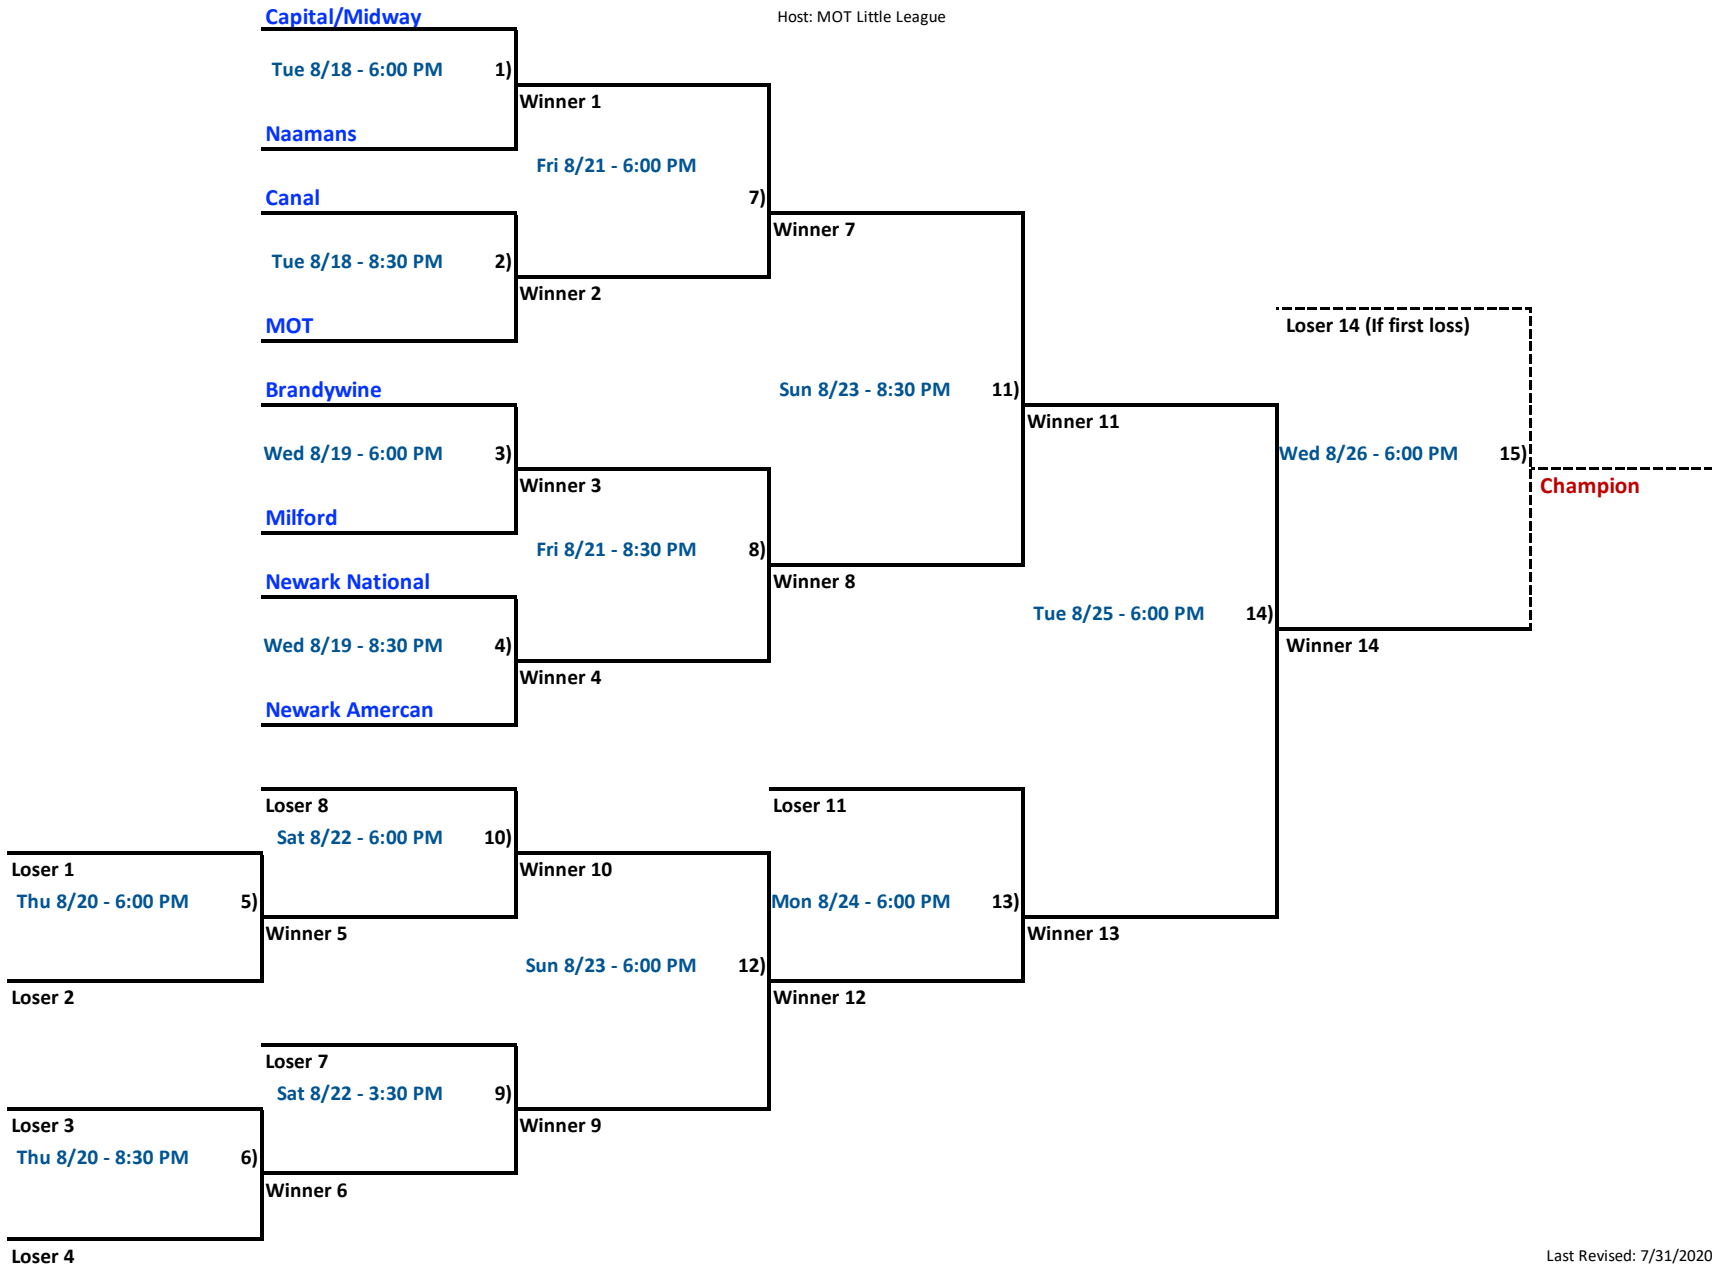 Capital/Midway
Host: MOT Little League
Tue 8/18 - 6:00 PM 1)
Winner 1
Naamans
Fri 8/21 - 6:00 PM
Canal
7)
Winner 7
Tue 8/18 - 8:30 PM 2)
Winner 2
MOT
Loser 14 (If first loss)
Brandywine
Sun 8/23 - 8:30 PM 11)
Winner 11
Wed 8/19 - 6:00 PM 3)
Wed 8/26 - 6:00 PM 15)
Winner 3
Champion
Milford
Fri 8/21 - 8:30 PM 8)
Newark National
Winner 8
Tue 8/25 - 6:00 PM 14)
Wed 8/19 - 8:30 PM 4)
Winner 14
Winner 4
Newark Amercan
Loser 8
Loser 11
Sat 8/22 - 6:00 PM 10)
Loser 1
Winner 10
Thu 8/20 - 6:00 PM 5)
Mon 8/24 - 6:00 PM 13)
Winner 5
Winner 13
Sun 8/23 - 6:00 PM 12)
Loser 2
Winner 12
Loser 7
Sat 8/22 - 3:30 PM 9)
Loser 3
Winner 9
Thu 8/20 - 8:30 PM 6)
Winner 6
Loser 4
Last Revised: 7/31/2020